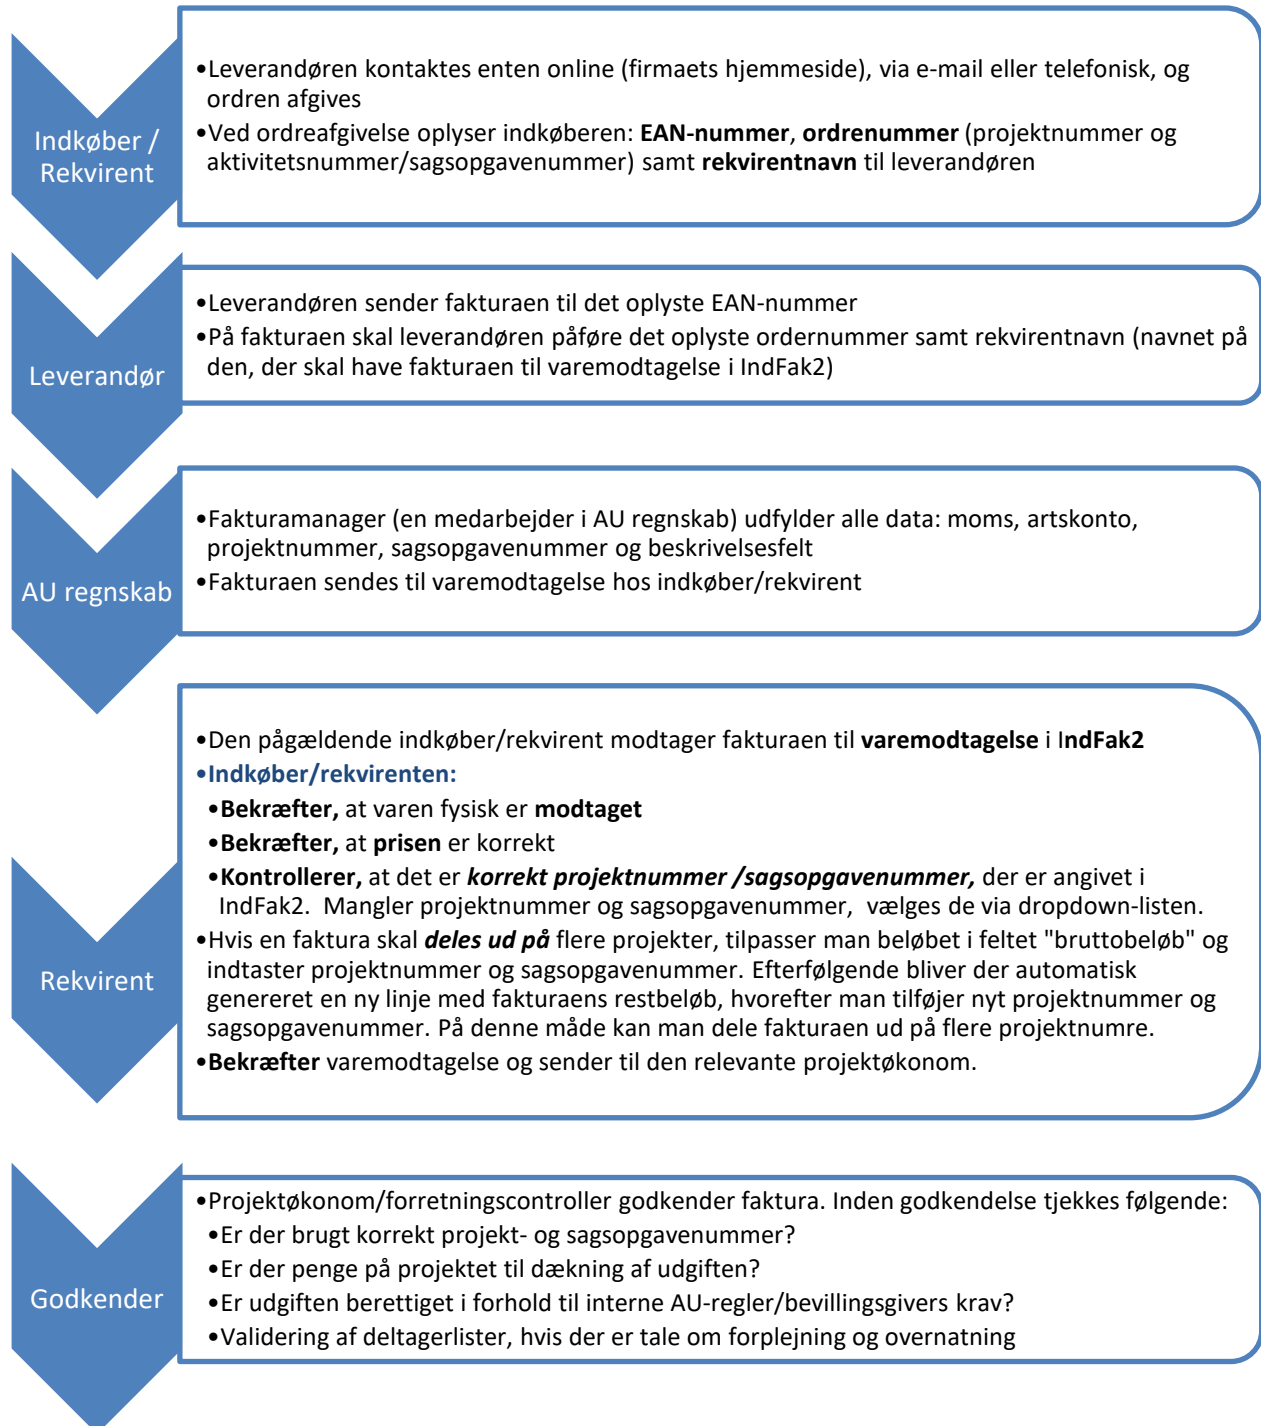 Indkøber /
Rekvirent
•Leverandøren kontaktes enten online (firmaets hjemmeside), via e-mail eller telefonisk, og
ordren afgives
•Ved ordreafgivelse oplyser indkøberen: EAN-nummer, ordrenummer (projektnummer og
aktivitetsnummer/sagsopgavenummer) samt rekvirentnavn til leverandøren
Leverandør
•Leverandøren sender fakturaen til det oplyste EAN-nummer
•På fakturaen skal leverandøren påføre det oplyste ordernummer samt rekvirentnavn (navnet på
den, der skal have fakturaen til varemodtagelse i IndFak2)
AU regnskab
•Fakturamanager (en medarbejder i AU regnskab) udfylder alle data: moms, artskonto,
projektnummer, sagsopgavenummer og beskrivelsesfelt
•Fakturaen sendes til varemodtagelse hos indkøber/rekvirent
Rekvirent
•Den pågældende indkøber/rekvirent modtager fakturaen til varemodtagelse i IndFak2
•Indkøber/rekvirenten:
•Bekræfter, at varen fysisk er modtaget
•Bekræfter, at prisen er korrekt
•Kontrollerer, at det er korrekt projektnummer /sagsopgavenummer, der er angivet i
IndFak2.  Mangler projektnummer og sagsopgavenummer,  vælges de via dropdown-listen.
•Hvis en faktura skal deles ud på flere projekter, tilpasser man beløbet i feltet "bruttobeløb" og
indtaster projektnummer og sagsopgavenummer. Efterfølgende bliver der automatisk
genereret en ny linje med fakturaens restbeløb, hvorefter man tilføjer nyt projektnummer og
sagsopgavenummer. På denne måde kan man dele fakturaen ud på flere projektnumre.
•Bekræfter varemodtagelse og sender til den relevante projektøkonom.
Godkender
•Projektøkonom/forretningscontroller godkender faktura. Inden godkendelse tjekkes følgende:
•Er der brugt korrekt projekt- og sagsopgavenummer?
•Er der penge på projektet til dækning af udgiften?
•Er udgiften berettiget i forhold til interne AU-regler/bevillingsgivers krav?
•Validering af deltagerlister, hvis der er tale om forplejning og overnatning